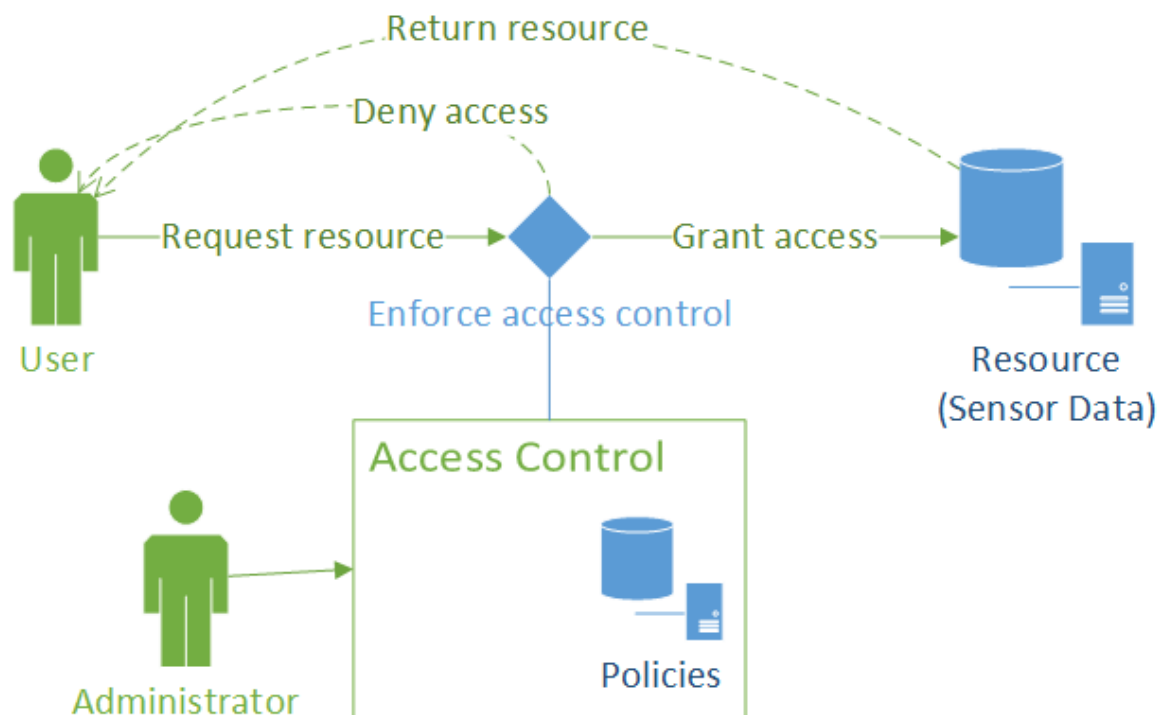 Return resource
Deny access
Request resource
Grant access
Enforce access control
User
Resource
(Sensor Data)
Access Control
Policies
Administrator